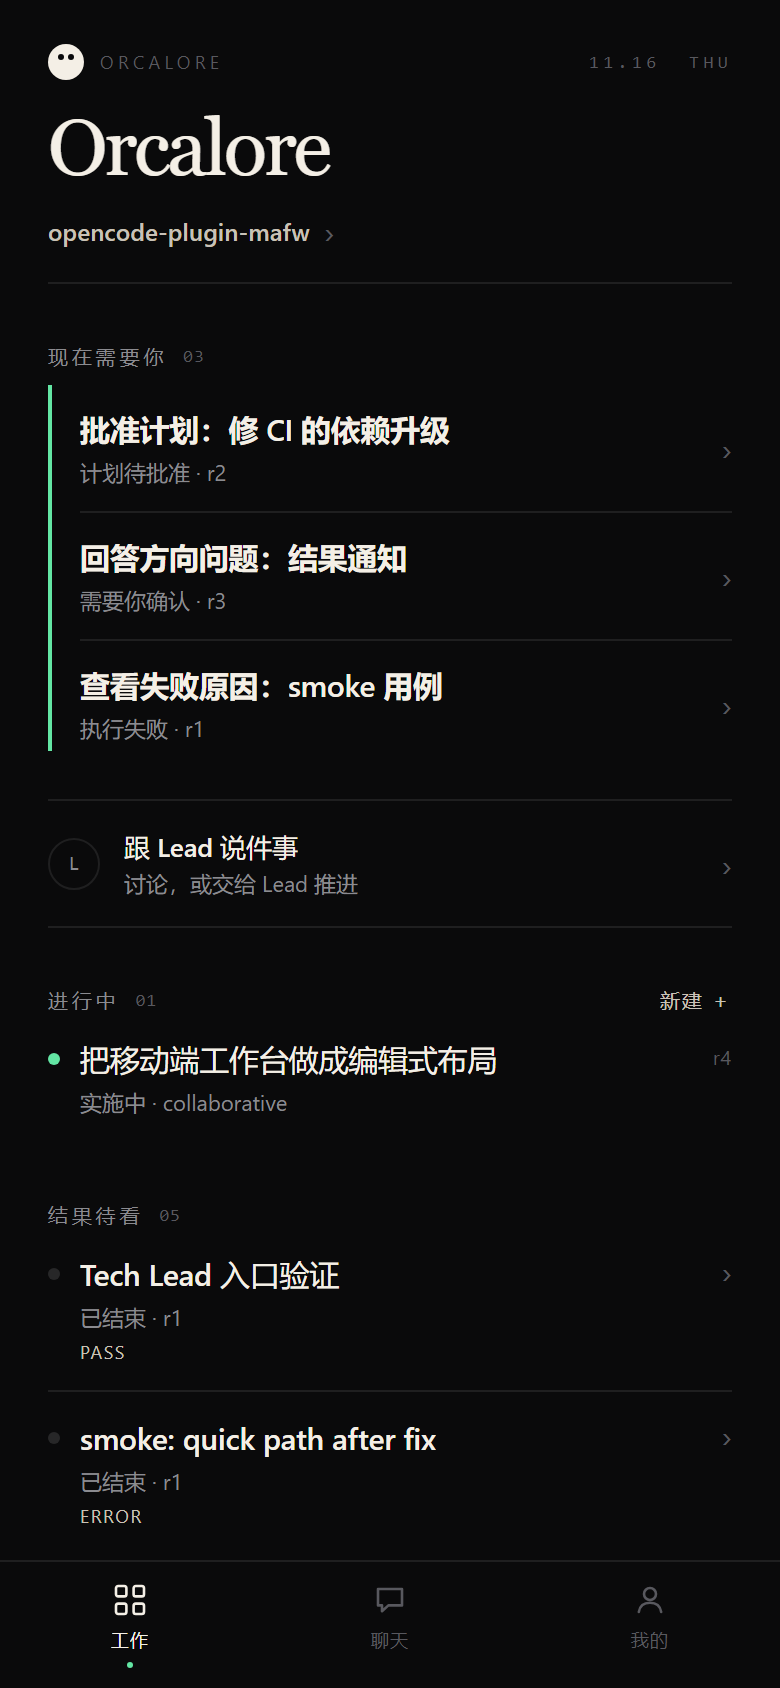 ORCALORE 11.16 THU
Orcalore
opencode-plugin-mafw ›
现在需要你 03
批准计划：修 CI 的依赖升级
计划待批准 · r2
回答方向问题：结果通知
需要你确认 · r3
查看失败原因：smoke 用例
执行失败 · r1
L
跟 Lead 说件事
讨论，或交给 Lead 推进
进行中 01 新建 +
把移动端工作台做成编辑式布局 r4
实施中 · collaborative
结果待看 05
Tech Lead 入口验证
已结束 · r1
PASS
smoke: quick path after fix
已结束 · r1
ERROR
工作 聊天 我的